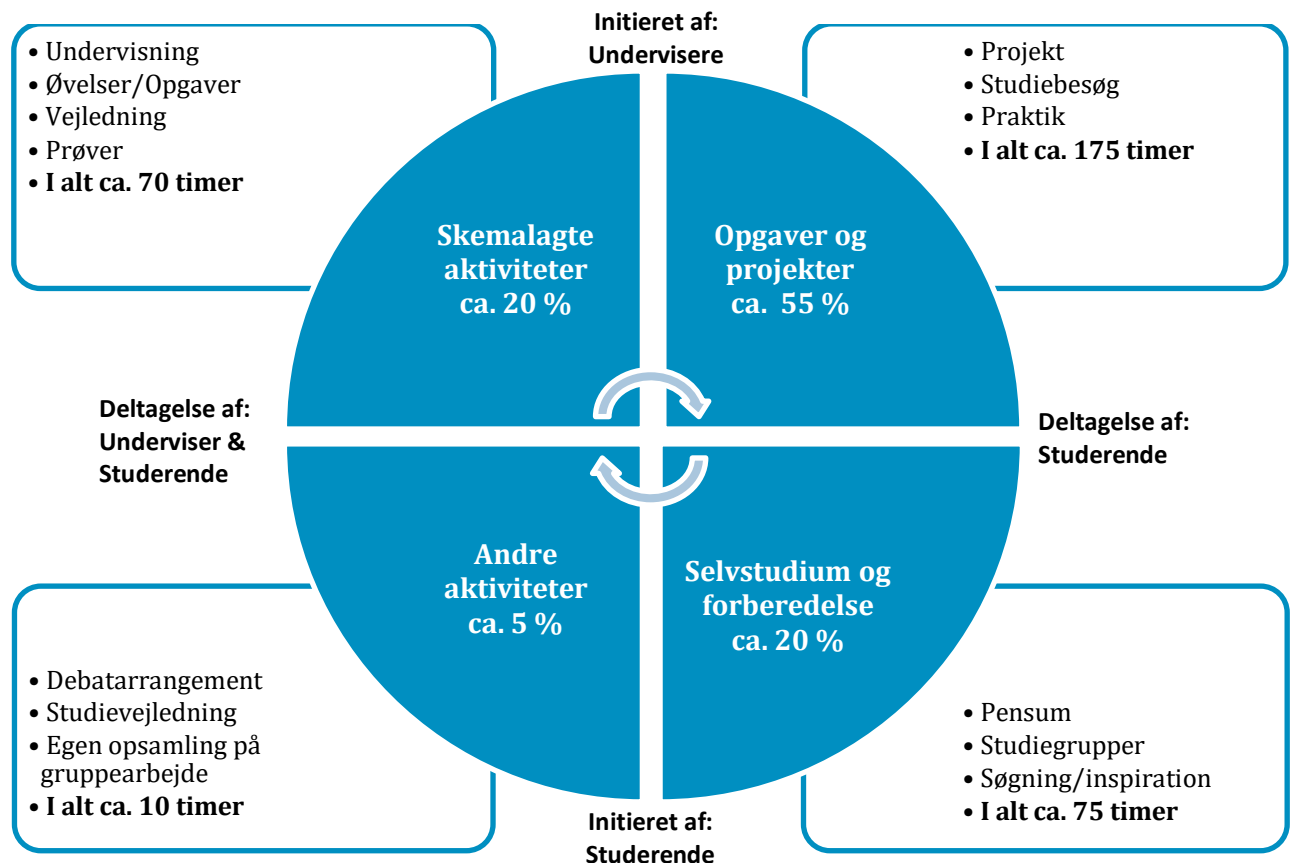 Initieret af:
Undervisere
• Undervisning
• Øvelser/Opgaver
• Vejledning
• Prøver
• I alt ca. 70 timer
• Projekt
• Studiebesøg
• Praktik
• I alt ca. 175 timer
Skemalagte
aktiviteter
ca. 20 %
Opgaver og
projekter
ca. 55 %
Deltagelse af:
Underviser &
Studerende
Deltagelse af:
Studerende
Andre
aktiviteter
ca. 5 %
Selvstudium og
forberedelse
ca. 20 %
• Debatarrangement
• Studievejledning
• Egen opsamling på
gruppearbejde
• I alt ca. 10 timer
• Pensum
• Studiegrupper
• Søgning/inspiration
• I alt ca. 75 timer
Initieret af:
Studerende